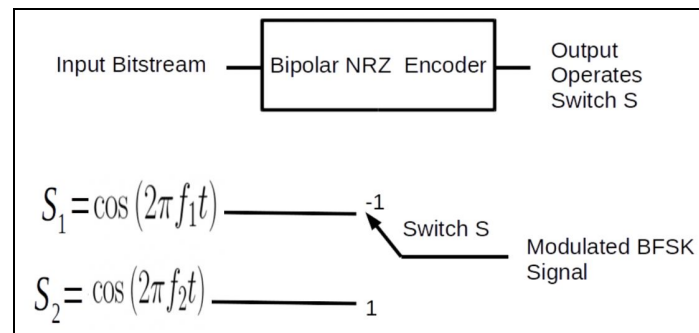 Input Bitstream
Bipolar NRZ Encoder
Output
Operates
Switch S
S₁=cos(2πf₁t)
-1
Switch S
Modulated BFSK
Signal
S₂=cos(2πf₂t)
1